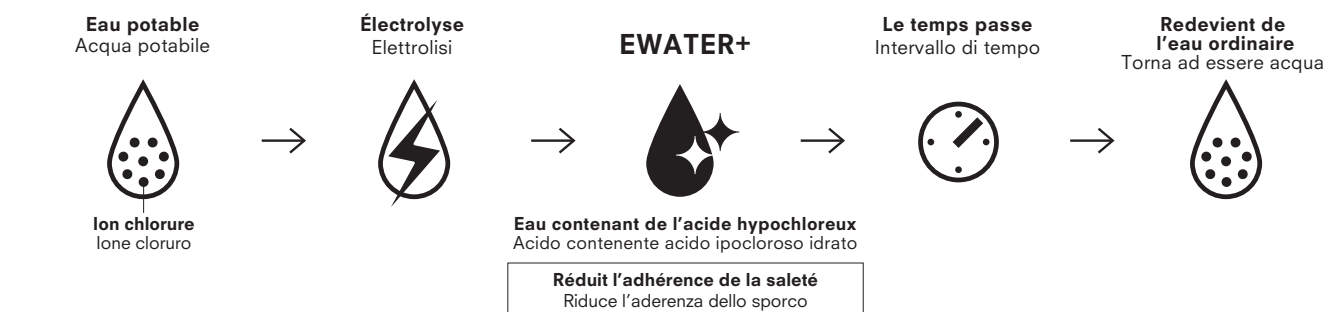 Eau potable
Acqua potabile
Électrolyse
Elettrolisi
EWATER+
Le temps passe
Intervallo di tempo
Redevient de
l'eau ordinaire
Torna ad essere acqua
Ion chlorure
Ione cloruro
Eau contenant de l'acide hypochloreux
Acido contenente acido ipocloroso idrato
Réduit l'adhérence de la saleté
Riduce l'aderenza dello sporco